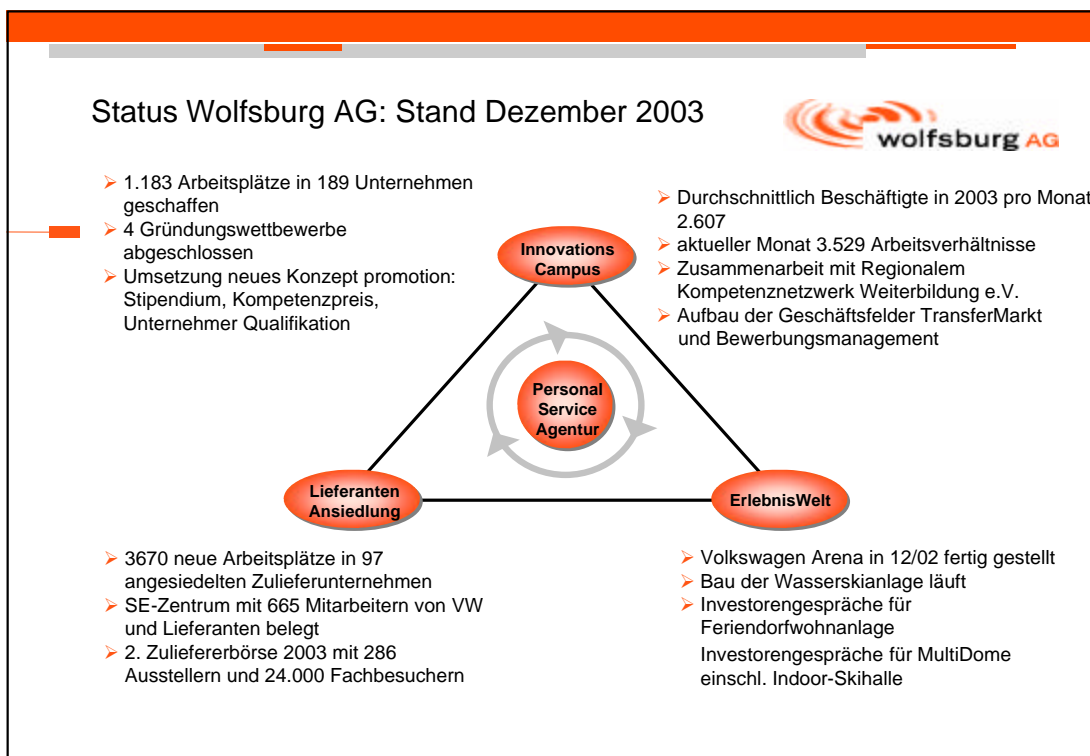 Status Wolfsburg AG: Stand Dezember 2003
wolfsburg AG
1.183 Arbeitsplätze in 189 Unternehmen
geschaffen
4 Gründungswettbewerbe
abgeschlossen
Umsetzung neues Konzept promotion:
Stipendium, Kompetenzpreis,
Unternehmer Qualifikation
Durchschnittlich Beschäftigte in 2003 pro Monat
2.607
aktueller Monat 3.529 Arbeitsverhältnisse
Zusammenarbeit mit Regionalem
Kompetenznetzwerk Weiterbildung e.V.
Aufbau der Geschäftsfelder TransferMarkt
und Bewerbungsmanagement
Innovations
Campus
Personal
Service
Agentur
Lieferanten
Ansiedlung
ErlebnisWelt
3670 neue Arbeitsplätze in 97
angesiedelten Zulieferunternehmen
SE-Zentrum mit 665 Mitarbeitern von VW
und Lieferanten belegt
2. Zuliefererbörse 2003 mit 286
Ausstellern und 24.000 Fachbesuchern
Volkswagen Arena in 12/02 fertig gestellt
Bau der Wasserskianlage läuft
Investorengespräche für
Feriendorfwohnanlage
Investorengespräche für MultiDome
einschl. Indoor-Skihalle